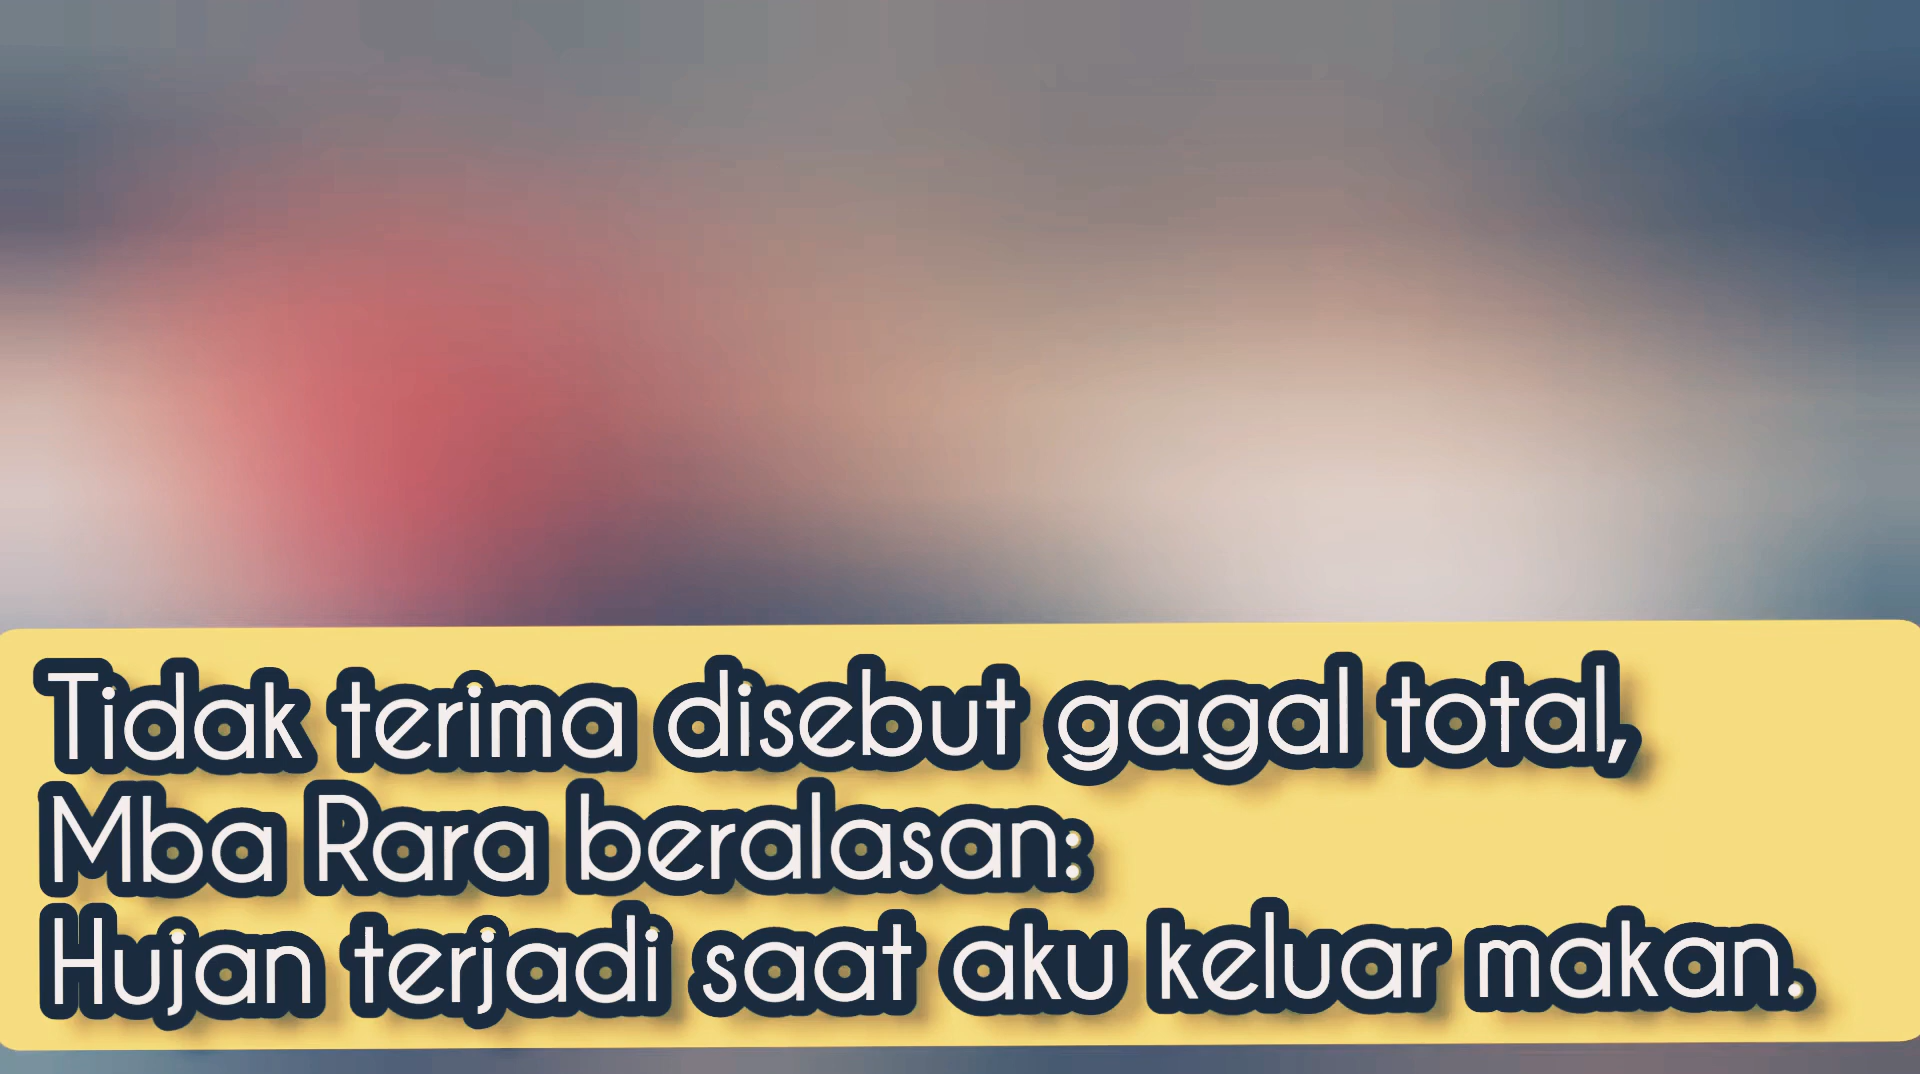 Tidak terima disebut gagal total,
Mba Rara beralasan:
Hujan terjadi saat aku keluar makan.